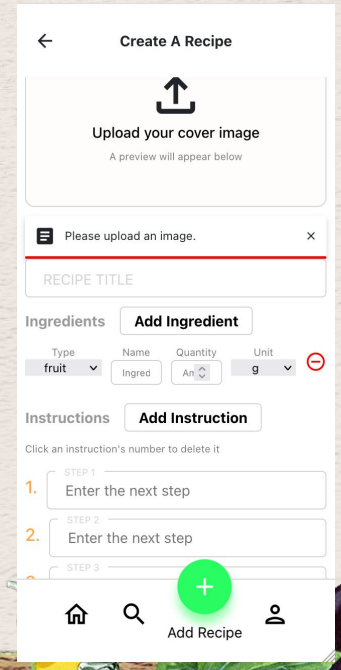 Create A Recipe
Upload your cover image
A preview will appear below
Please upload an image.
RECIPE TITLE
Ingredients Add Ingredient
Type Name Quantity Unit
fruit Ingred g
Instructions Add Instruction
Click an instruction's number to delete it
STEP 1
1. Enter the next step
STEP 2
2. Enter the next step
STEP 3
Add Recipe